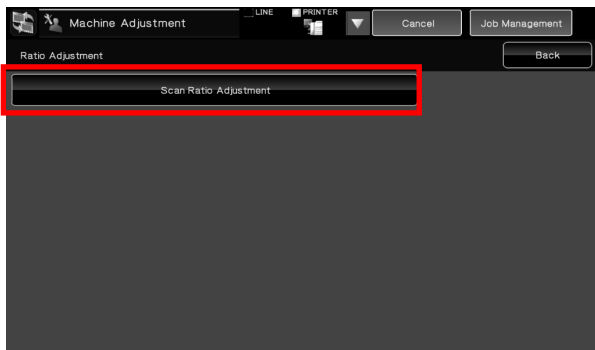 Machine Adjustment
LINE
PRINTER
Cancel
Job Management
Ratio Adjustment
Back
Scan Ratio Adjustment